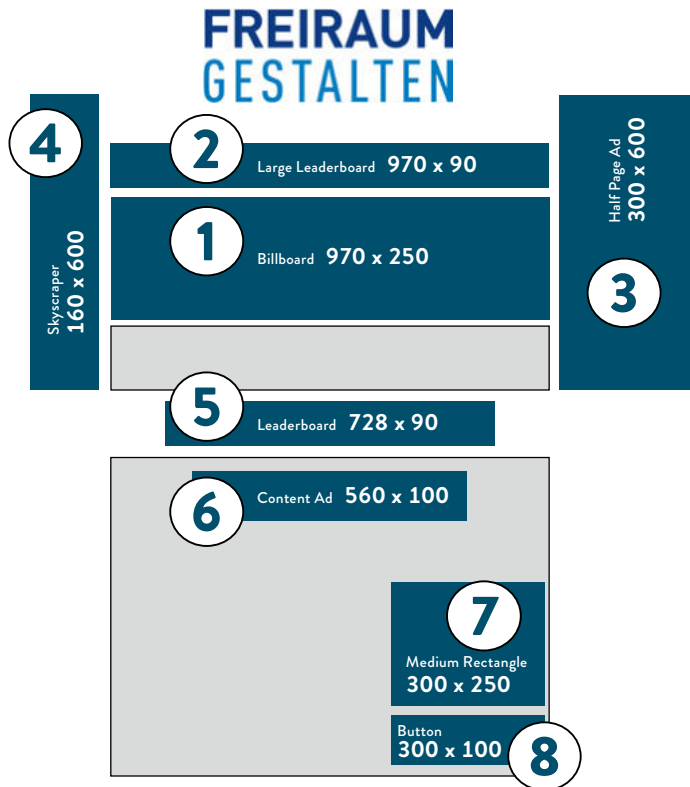 FREIRAUM
GESTALTEN
4
Skyscraper
160 x 600
2
Large Leaderboard 970 x 90
1
Billboard 970 x 250
Half Page Ad
300 x 600
3
5
Leaderboard 728 x 90
6
Content Ad 560 x 100
7
Medium Rectangle
300 x 250
Button
300 x 100
8